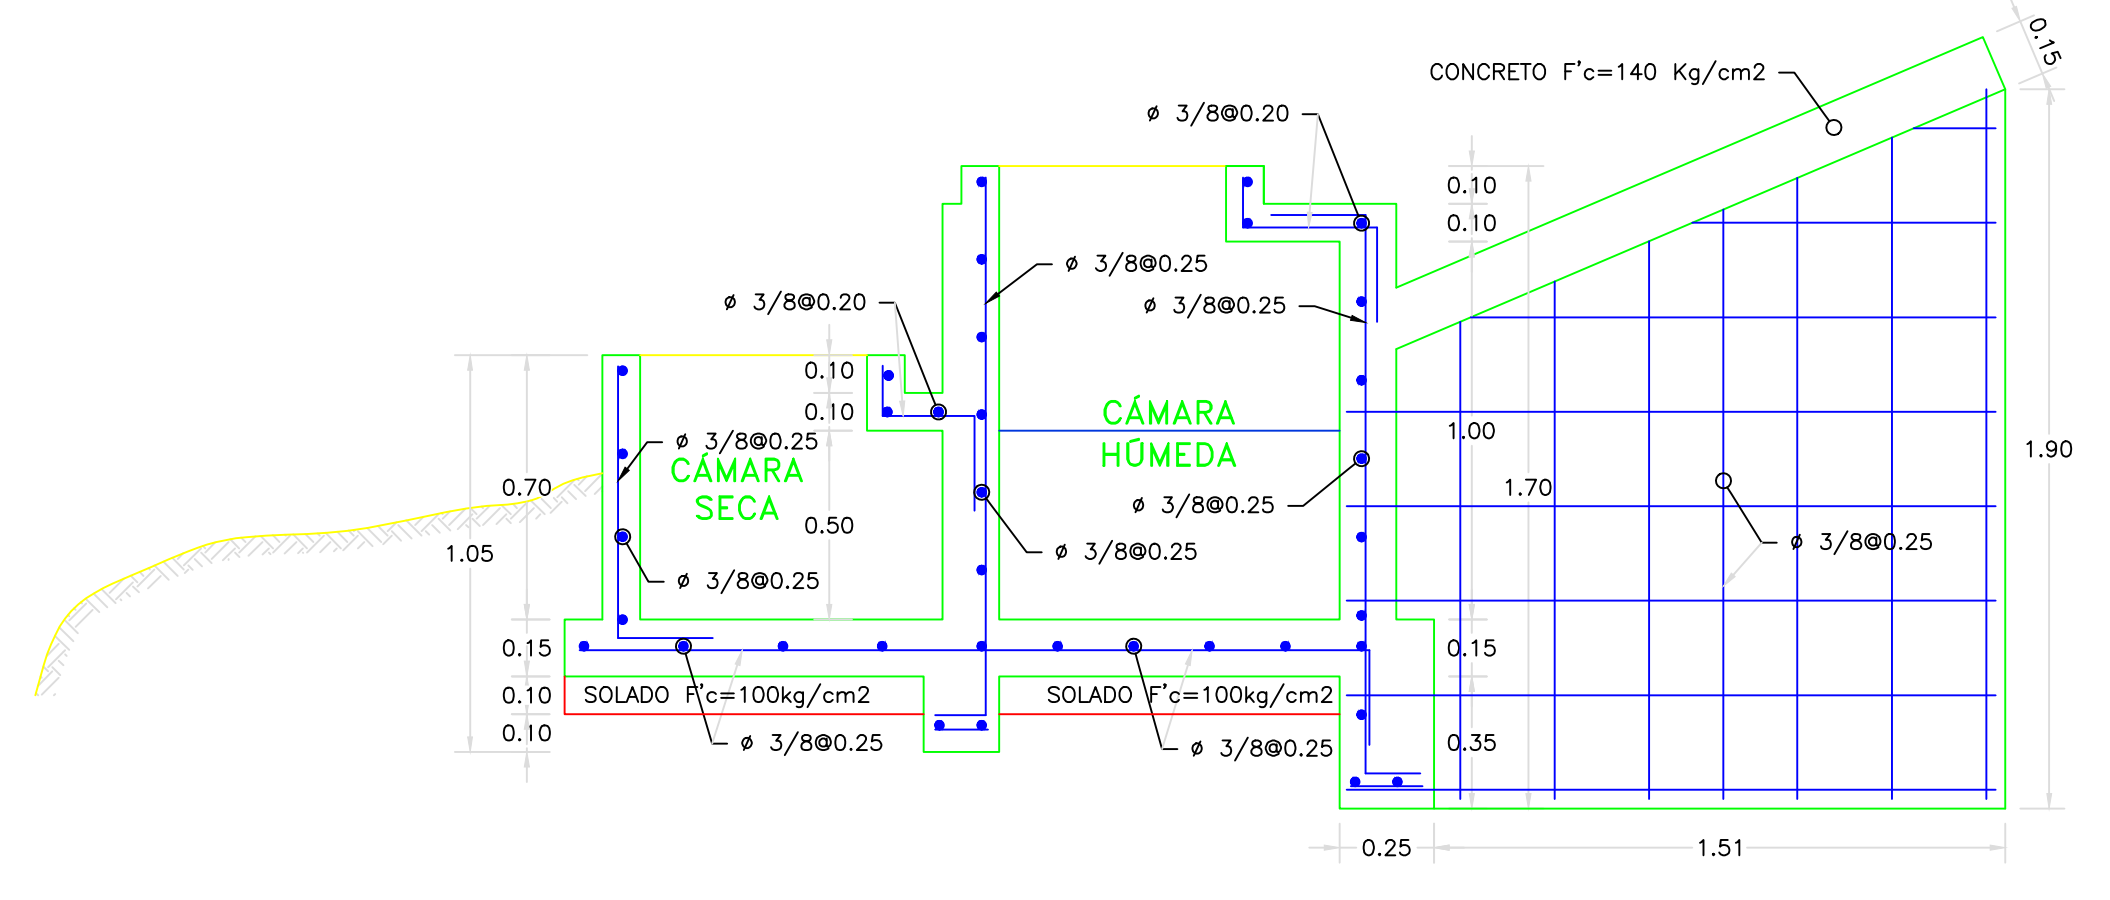 0.15
CONCRETO F'c=140 Kg/cm2
ø 3/8@0.20
0.10
0.10
ø 3/8@0.25
ø 3/8@0.20
ø 3/8@0.25
0.10
0.10
CÁMARA
HÚMEDA
1.00
1.90
ø 3/8@0.25
CÁMARA
SECA
0.70
1.70
0.50
ø 3/8@0.25
1.05
ø 3/8@0.25
ø 3/8@0.25
ø 3/8@0.25
0.15
0.15
0.10
SOLADO F'c=100kg/cm2
SOLADO F'c=100kg/cm2
0.10
ø 3/8@0.25
ø 3/8@0.25
0.35
0.25
1.51